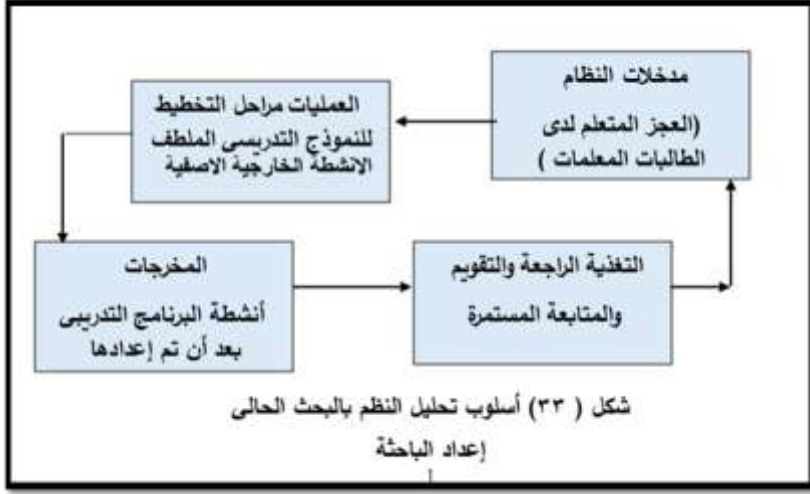 مدخلات النظام
(العجز المتعلم لدى
الطالبات المعلمات )
العمليات مراحل التخطيط
للنموذج التدريسى الملطف
الانشطة الخارجية الاصفية
المخرجات
أنشطة البرنامج التدريبى
بعد أن تم إعدادها
التغذية الراجعة والتقويم
والمتابعة المستمرة
شكل ( ٣٣) أسلوب تحليل النظم بالبحث الحالى
إعداد الباحثة